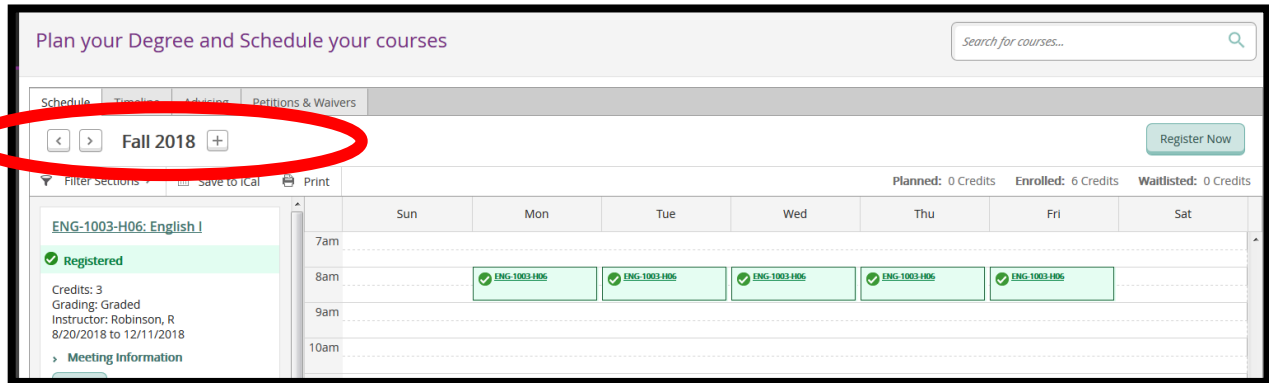 Plan your Degree and Schedule your courses
Search for courses...
Schedule Timeline Advising Petitions & Waivers
< > Fall 2018 +
Register Now
Filter Sections Save to iCal Print
Planned: 0 Credits Enrolled: 6 Credits Waitlisted: 0 Credits
ENG-1003-H06: English I
Registered
Credits: 3
Grading: Graded
Instructor: Robinson, R
8/20/2018 to 12/11/2018
> Meeting Information
Sun Mon Tue Wed Thu Fri Sat
7am
8am ENG-1003-H06 ENG-1003-H06 ENG-1003-H06 ENG-1003-H06 ENG-1003-H06
9am
10am